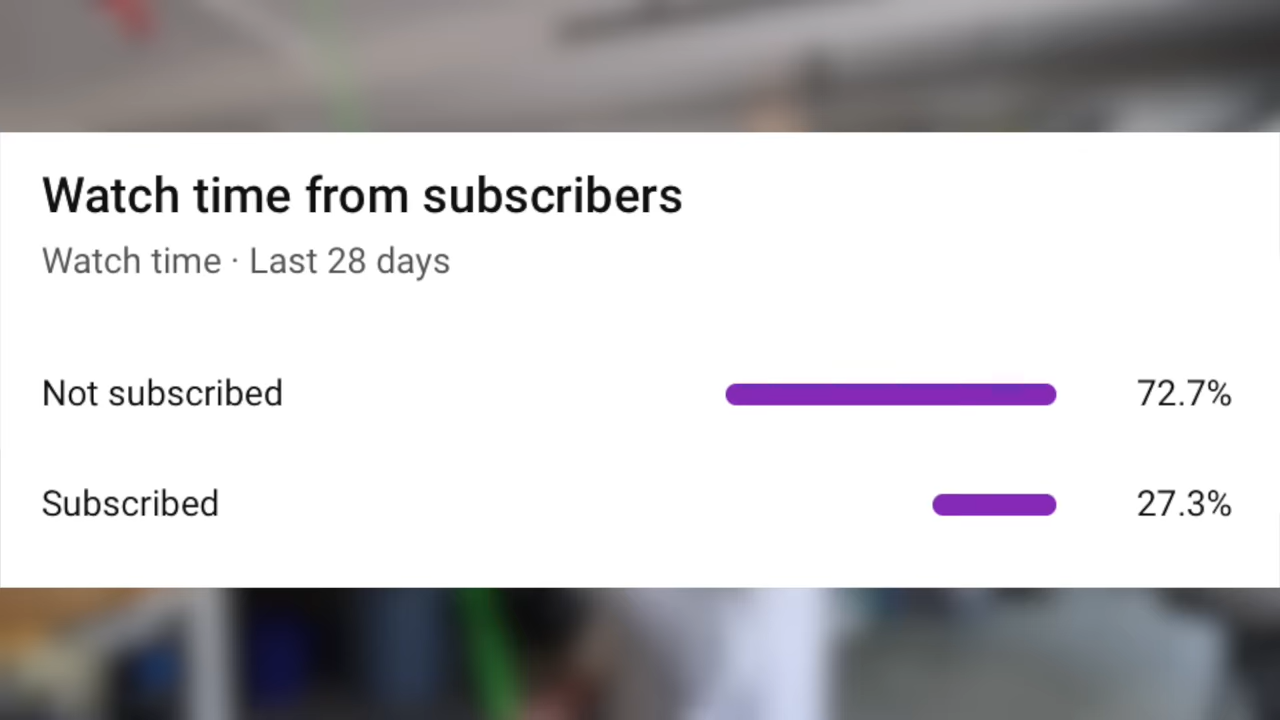 Watch time from subscribers
Watch time · Last 28 days
Not subscribed 72.7%
Subscribed 27.3%